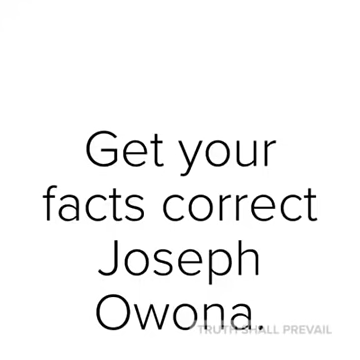 Get your
facts correct
Joseph
Owona.
TRUTH SHALL PREVAIL